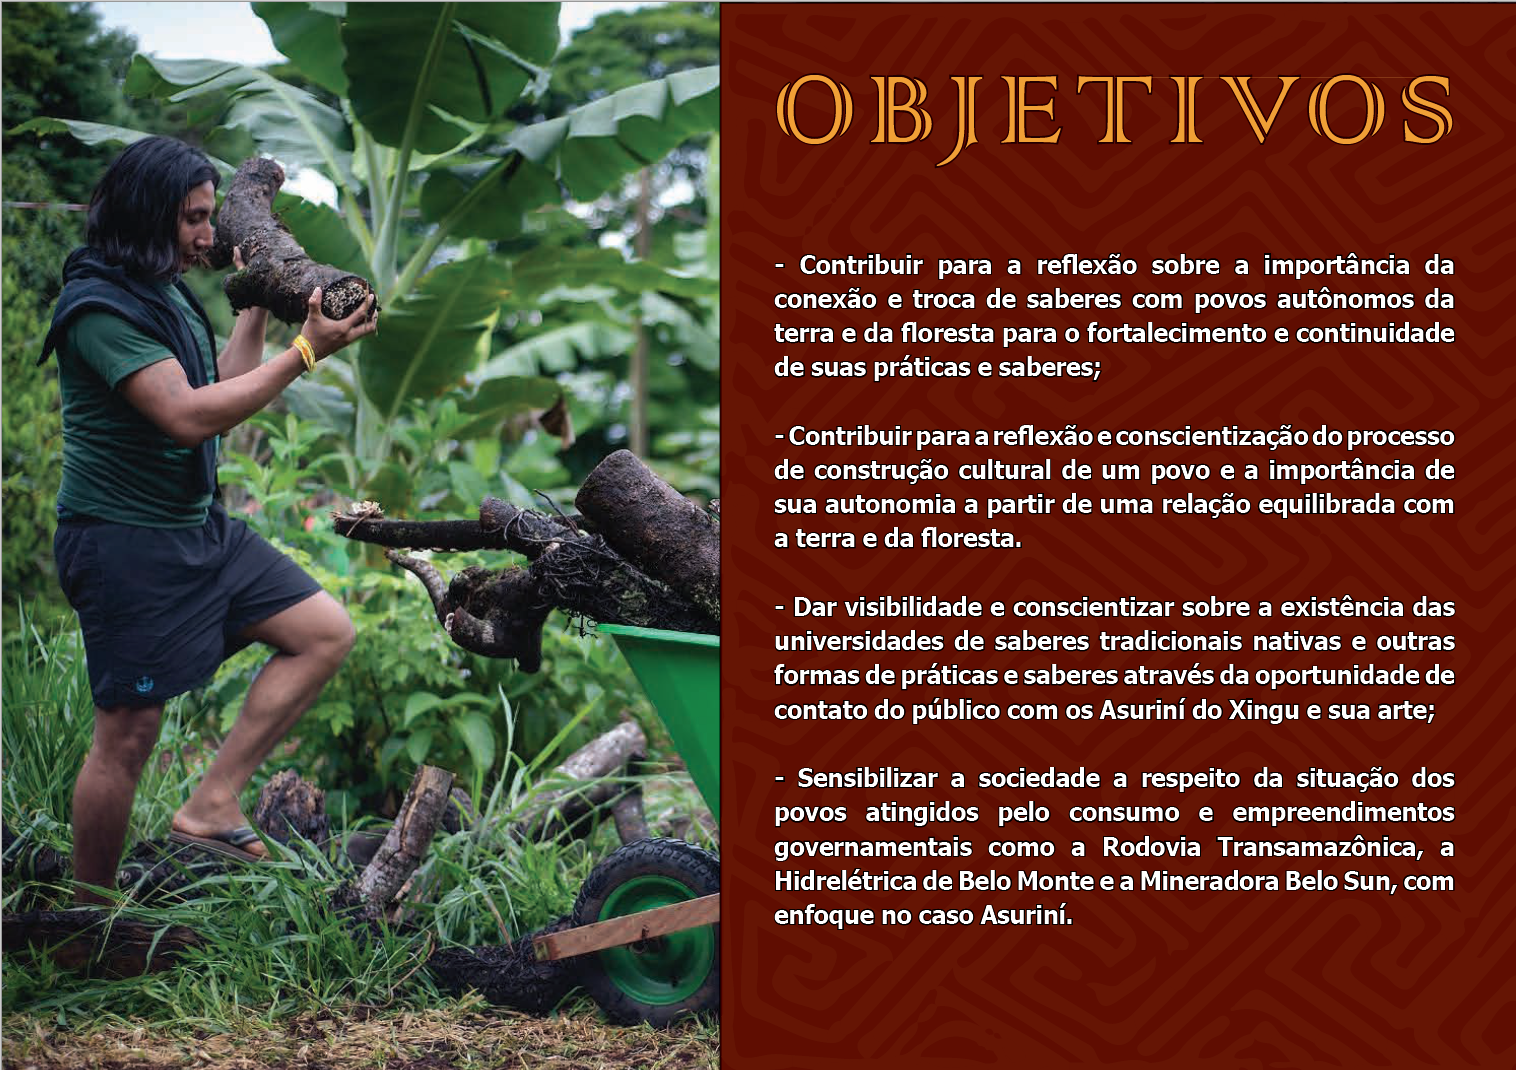 OBJETIVOS
- Contribuir para a reflexão sobre a importância da
conexão e troca de saberes com povos autônomos da
terra e da floresta para o fortalecimento e continuidade
de suas práticas e saberes;
- Contribuir para a reflexão e conscientização do processo
de construção cultural de um povo e a importância de
sua autonomia a partir de uma relação equilibrada com
a terra e da floresta.
- Dar visibilidade e conscientizar sobre a existência das
universidades de saberes tradicionais nativas e outras
formas de práticas e saberes através da oportunidade de
contato do público com os Asuriní do Xingu e sua arte;
- Sensibilizar a sociedade a respeito da situação dos
povos atingidos pelo consumo e empreendimentos
governamentais como a Rodovia Transamazônica, a
Hidrelétrica de Belo Monte e a Mineradora Belo Sun, com
enfoque no caso Asuriní.